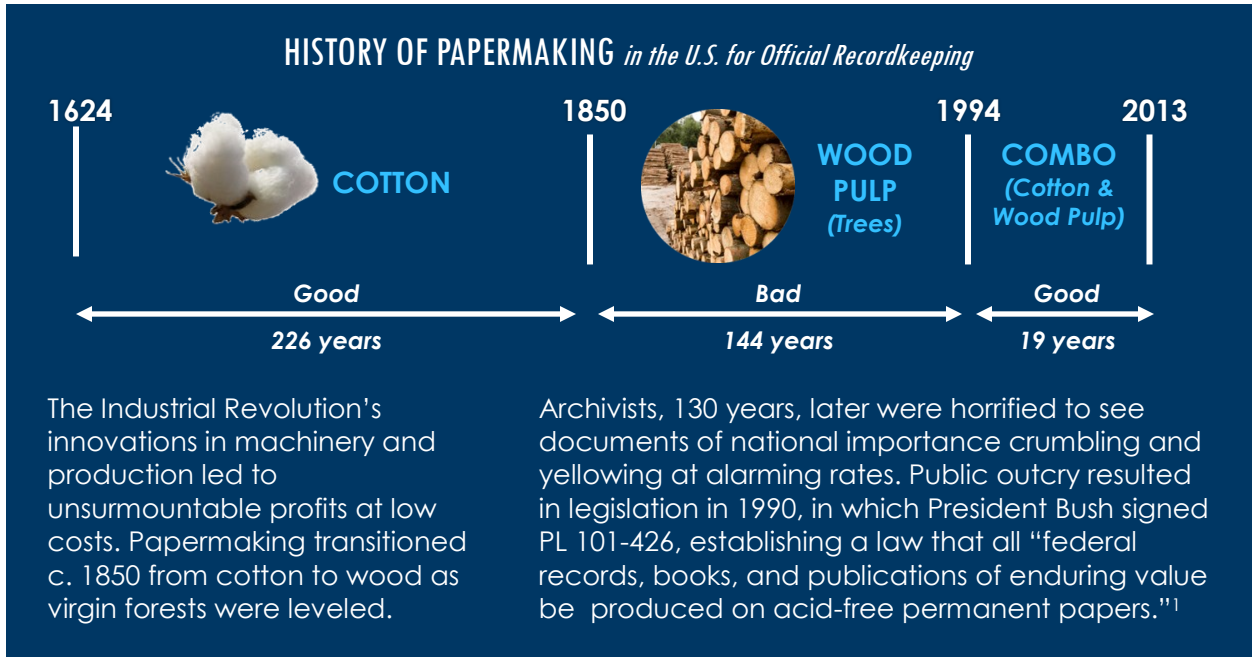 HISTORY OF PAPERMAKING in the U.S. for Official Recordkeeping
1624
1850
1994
2013
COTTON
WOOD
PULP
(Trees)
COMBO
(Cotton &
Wood Pulp)
Good
226 years
Bad
144 years
Good
19 years
The Industrial Revolution’s
innovations in machinery and
production led to
unsurmountable profits at low
costs. Papermaking transitioned
c. 1850 from cotton to wood as
virgin forests were leveled.
Archivists, 130 years, later were horrified to see
documents of national importance crumbling and
yellowing at alarming rates. Public outcry resulted
in legislation in 1990, in which President Bush signed
PL 101-426, establishing a law that all “federal
records, books, and publications of enduring value
be  produced on acid-free permanent papers.”1